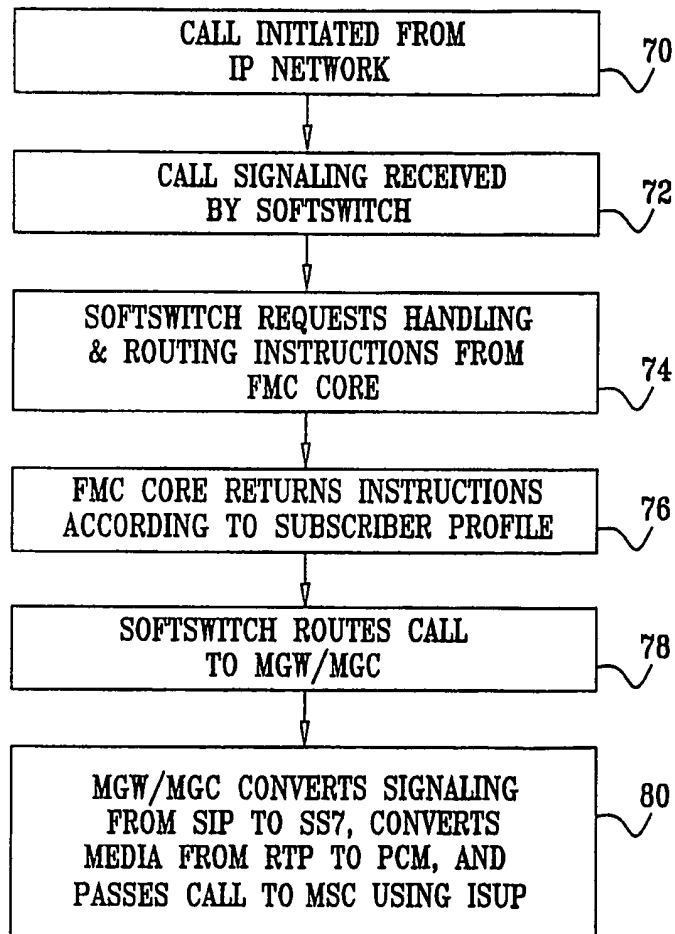 CALL INITIATED FROM
IP NETWORK
70
CALL SIGNALING RECEIVED
BY SOFTSWITCH
72
SOFTSWITCH REQUESTS HANDLING
& ROUTING INSTRUCTIONS FROM
FMC CORE
74
FMC CORE RETURNS INSTRUCTIONS
ACCORDING TO SUBSCRIBER PROFILE
76
SOFTSWITCH ROUTES CALL
TO MGW/MGC
78
MGW/MGC CONVERTS SIGNALING
FROM SIP TO SS7, CONVERTS
MEDIA FROM RTP TO PCM, AND
PASSES CALL TO MSC USING ISUP
80